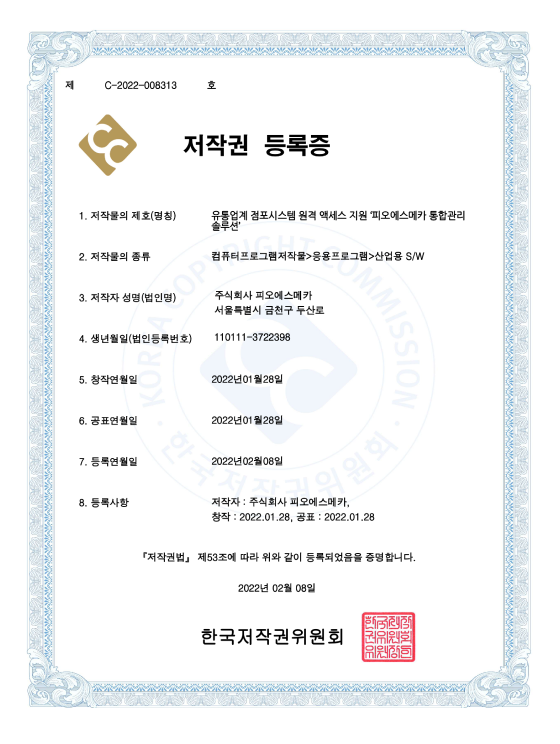 제 C-2022-008313 호
저작권 등록증
1. 저작물의 제호(명칭) 유통업계 점포시스템 원격 액세스 지원 '피오에스메카 통합관리
솔루션'
2. 저작물의 종류 컴퓨터프로그램저작물>응용프로그램>산업용 S/W
3. 저작자 성명(법인명) 주식회사 피오에스메카
서울특별시 금천구 두산로
4. 생년월일(법인등록번호) 110111-3722398
5. 창작연월일 2022년01월28일
6. 공표연월일 2022년01월28일
7. 등록연월일 2022년02월08일
8. 등록사항 저작자 : 주식회사 피오에스메카,
창작 : 2022.01.28, 공표 : 2022.01.28
『저작권법』 제53조에 따라 위와 같이 등록되었음을 증명합니다.
2022년 02월 08일
한국저작권위원회
KOREA COPYRIGHT COMMISSION
한국저작권위원회